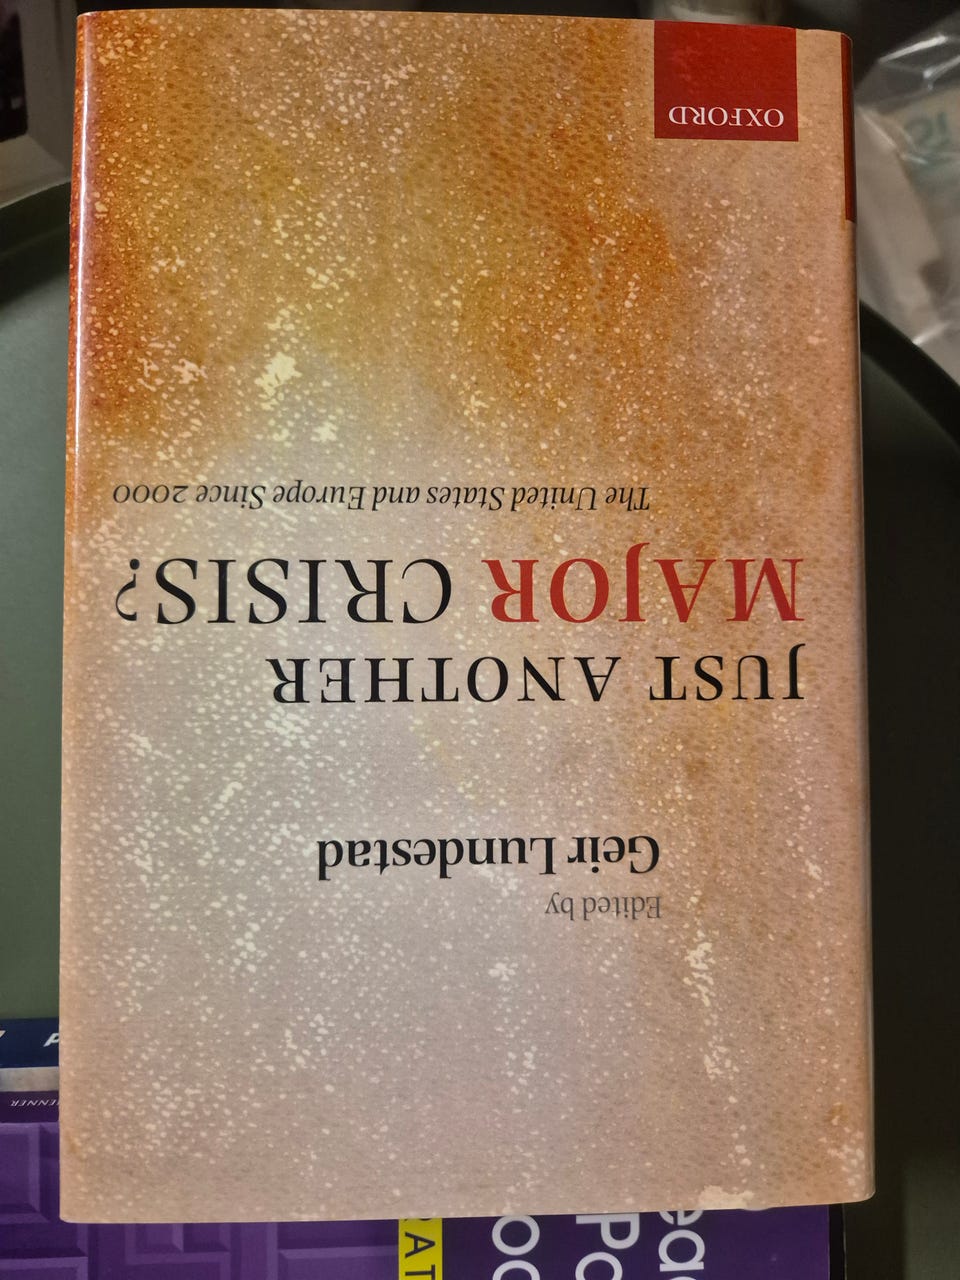 Edited by
Geir Lundestad
JUST ANOTHER
MAJOR CRISIS?
The United States and Europe Since 2000
OXFORD